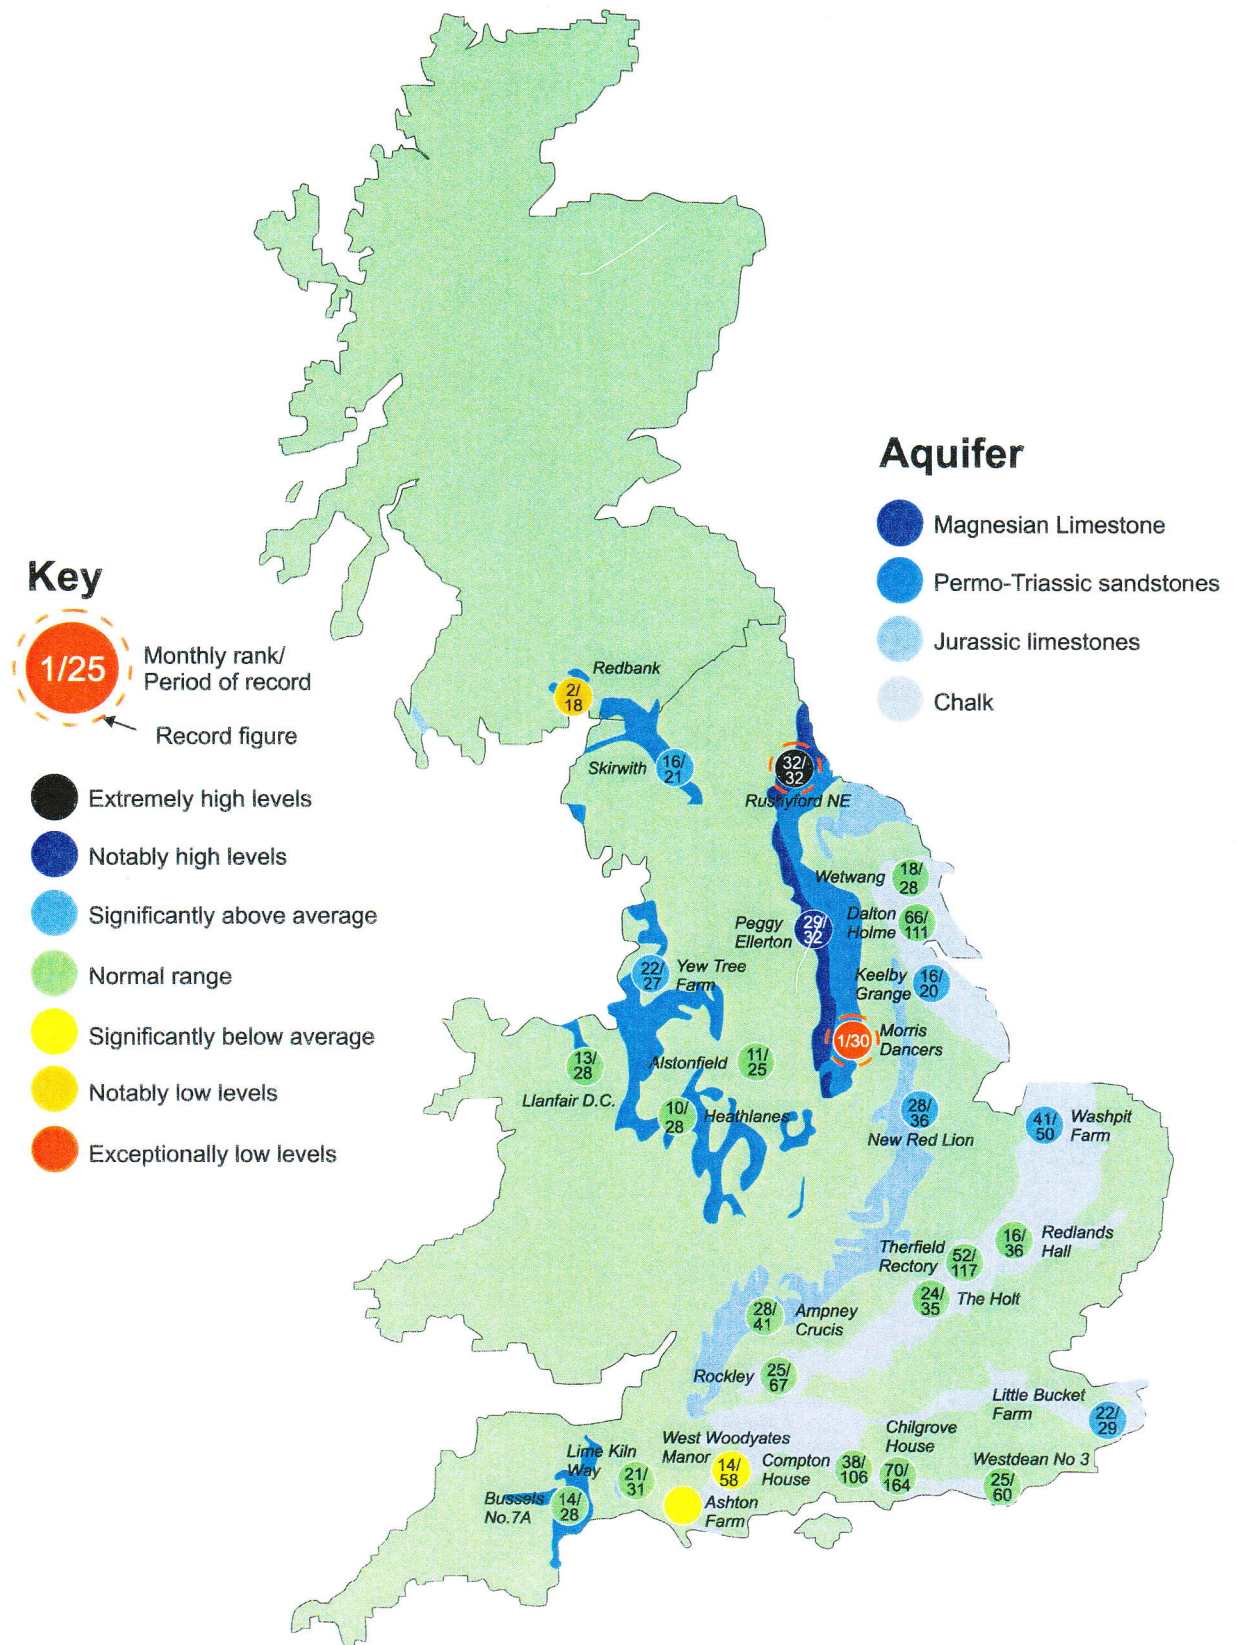 Aquifer
Magnesian Limestone
Permo-Triassic sandstones
Jurassic limestones
Chalk
Key
1/25
Monthly rank/
Period of record
Record figure
Extremely high levels
Notably high levels
Significantly above average
Normal range
Significantly below average
Notably low levels
Exceptionally low levels
Redbank
2/
18
Skirwith
16/
21
32/
32
Rushyford NE
Wetwang
18/
28
Peggy
Ellerton
29/
32
Dalton
Holme
66/
111
22/
27
Yew Tree
Farm
Keelby
Grange
16/
20
1/30
Morris
Dancers
13/
28
Llanfair D.C.
Alstonfield
11/
25
10/
28
Heathlanes
28/
36
New Red Lion
41/
50
Washpit
Farm
16/
36
Redlands
Hall
Therfield
Rectory
52/
117
24/
35
The Holt
28/
41
Ampney
Crucis
Rockley
25/
67
Little Bucket
Farm
22/
29
Chilgrove
House
70/
164
Westdean No 3
25/
60
West Woodyates
Manor
14/
58
Compton
House
38/
106
Lime Kiln
Way
21/
31
Bussels
No.7A
14/
28
Ashton
Farm